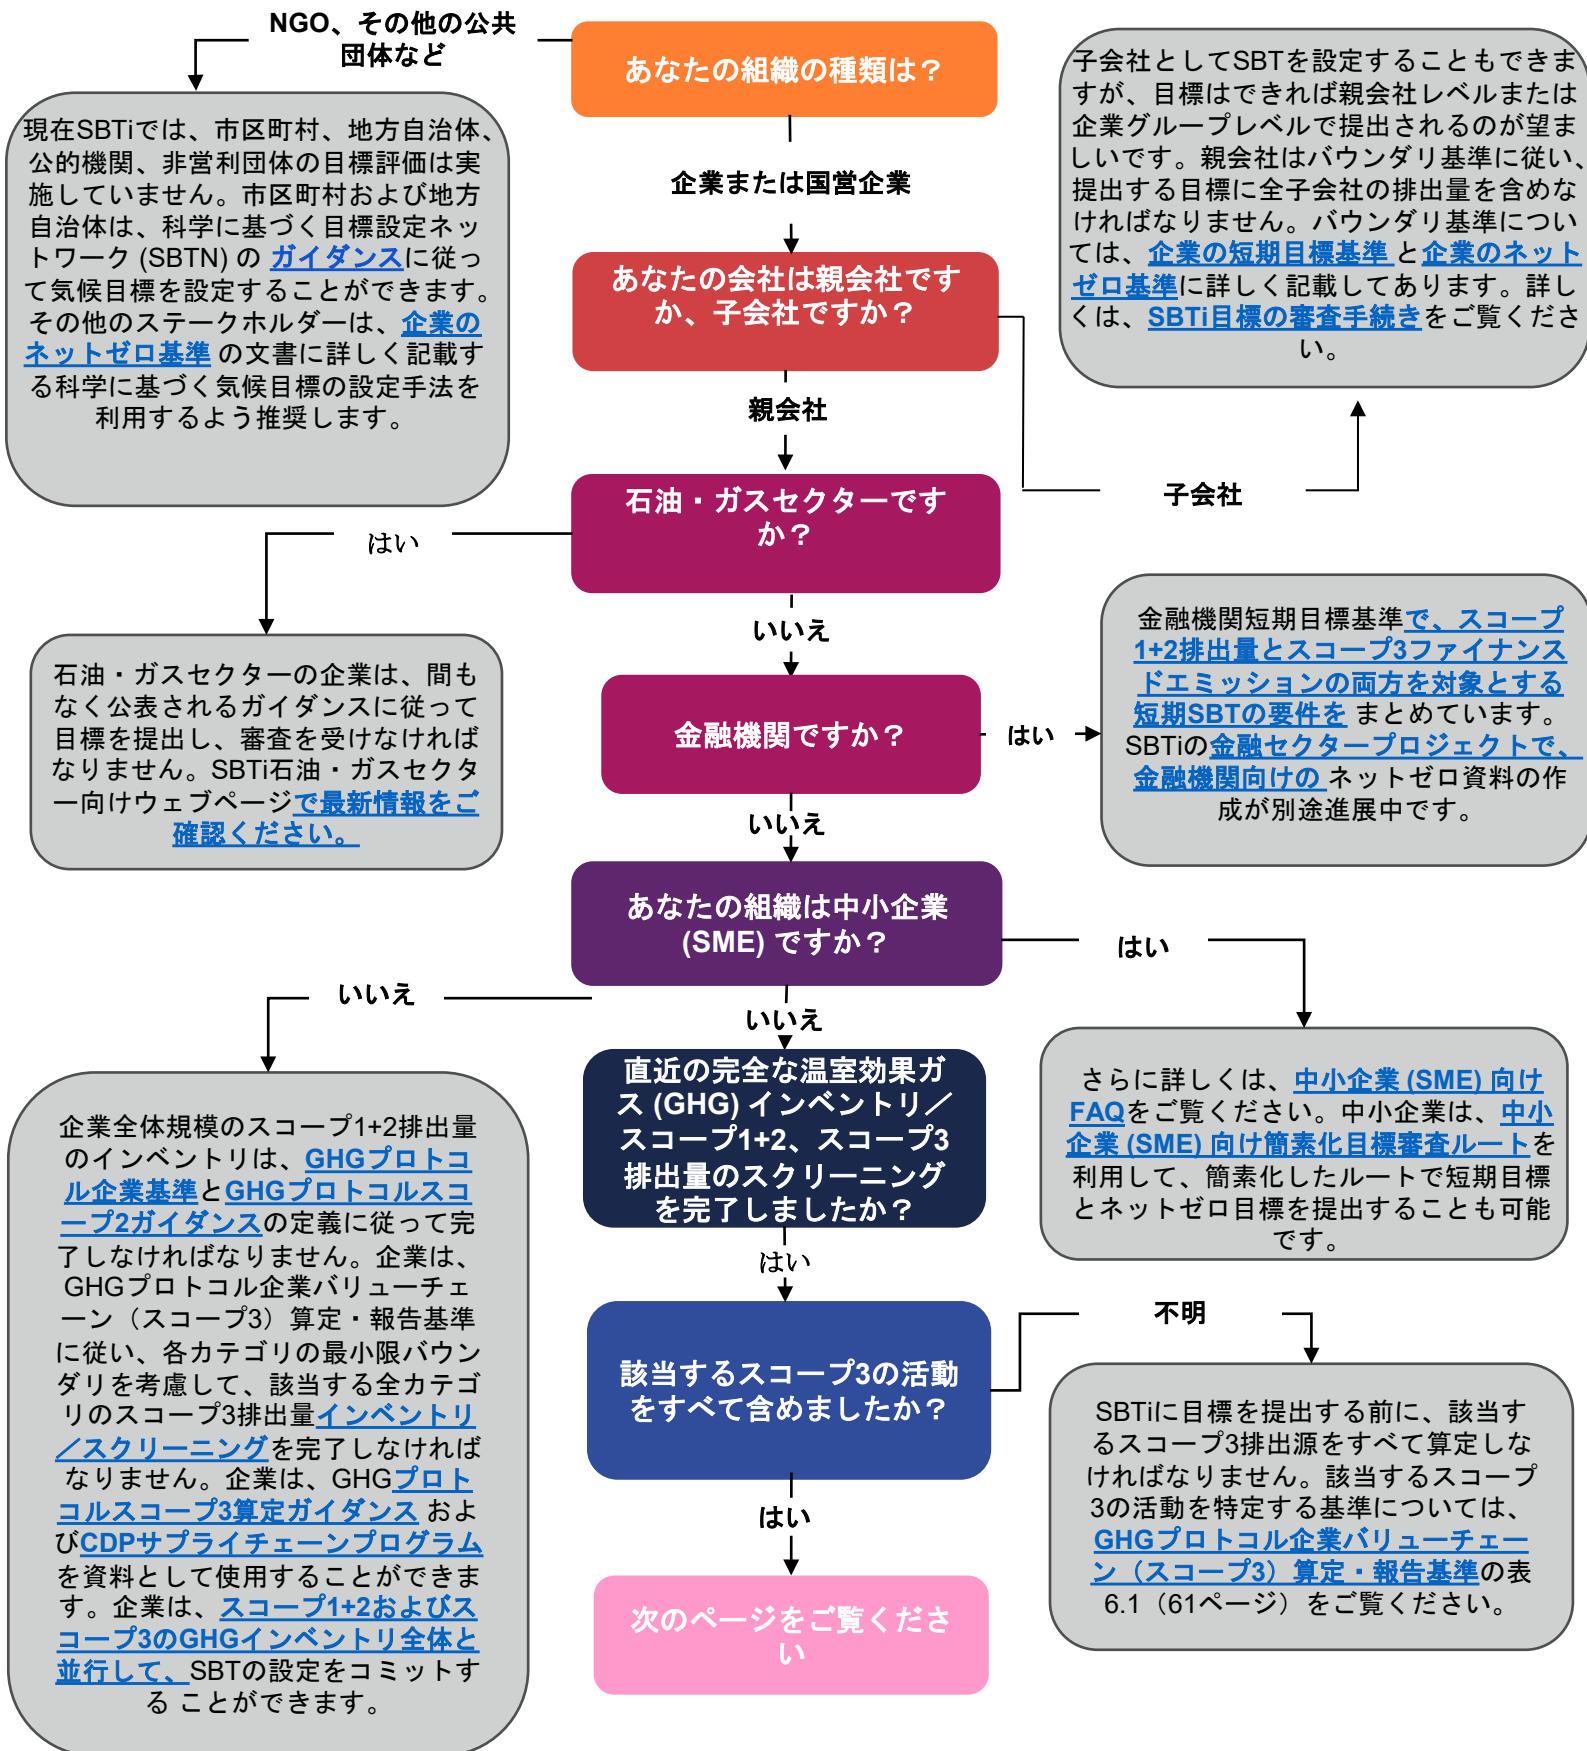 NGO、その他の公共
団体など
あなたの組織の種類は？
子会社としてSBTを設定することもできま
すが、目標はできれば親会社レベルまたは
企業グループレベルで提出されるのが望ま
しいです。親会社はバウンダリ基準に従い、
提出する目標に全子会社の排出量を含めな
ければなりません。バウンダリ基準につい
ては、企業の短期目標基準 と企業のネット
ゼロ基準に詳しく記載してあります。詳し
くは、SBTi目標の審査手続きをご覧くださ
い。
現在SBTiでは、市区町村、地方自治体、
公的機関、非営利団体の目標評価は実
施していません。市区町村および地方
自治体は、科学に基づく目標設定ネッ
トワーク (SBTN) の ガイダンスに従っ
て気候目標を設定することができます。
その他のステークホルダーは、企業の
ネットゼロ基準 の文書に詳しく記載す
る科学に基づく気候目標の設定手法を
利用するよう推奨します。
企業または国営企業
あなたの会社は親会社です
か、子会社ですか？
親会社
子会社
石油・ガスセクターです
か？
はい
いいえ
石油・ガスセクターの企業は、間も
なく公表されるガイダンスに従って
目標を提出し、審査を受けなければ
なりません。SBTi石油・ガスセクタ
ー向けウェブページで最新情報をご
確認ください。
金融機関ですか？
はい
金融機関短期目標基準で、スコープ
1+2排出量とスコープ3ファイナンス
ドエミッションの両方を対象とする
短期SBTの要件を まとめています。
SBTiの金融セクタープロジェクトで、
金融機関向けの ネットゼロ資料の作
成が別途進展中です。
いいえ
あなたの組織は中小企業
(SME) ですか？
はい
いいえ
いいえ
さらに詳しくは、中小企業 (SME) 向け
FAQをご覧ください。中小企業は、中小
企業 (SME) 向け簡素化目標審査ルートを
利用して、簡素化したルートで短期目標
とネットゼロ目標を提出することも可能
です。
直近の完全な温室効果ガ
ス (GHG) インベントリ／
スコープ1+2、スコープ3
排出量のスクリーニング
を完了しましたか？
企業全体規模のスコープ1+2排出量
のインベントリは、GHGプロトコ
ル企業基準とGHGプロトコルスコ
ープ2ガイダンスの定義に従って完
了しなければなりません。企業は、
GHGプロトコル企業バリューチェ
ーン（スコープ3）算定・報告基準
に従い、各カテゴリの最小限バウン
ダリを考慮して、該当する全カテゴ
リのスコープ3排出量インベントリ
／スクリーニングを完了しなければ
なりません。企業は、GHGプロト
コルスコープ3算定ガイダンス およ
びCDPサプライチェーンプログラム
を資料として使用することができま
す。企業は、スコープ1+2およびス
コープ3のGHGインベントリ全体と
並行して、SBTの設定をコミットす
る ことができます。
はい
該当するスコープ3の活動
をすべて含めましたか？
不明
SBTiに目標を提出する前に、該当す
るスコープ3排出源をすべて算定しな
ければなりません。該当するスコープ
3の活動を特定する基準については、
GHGプロトコル企業バリューチェー
ン（スコープ3）算定・報告基準の表
6.1（61ページ）をご覧ください。
はい
次のページをご覧くださ
い